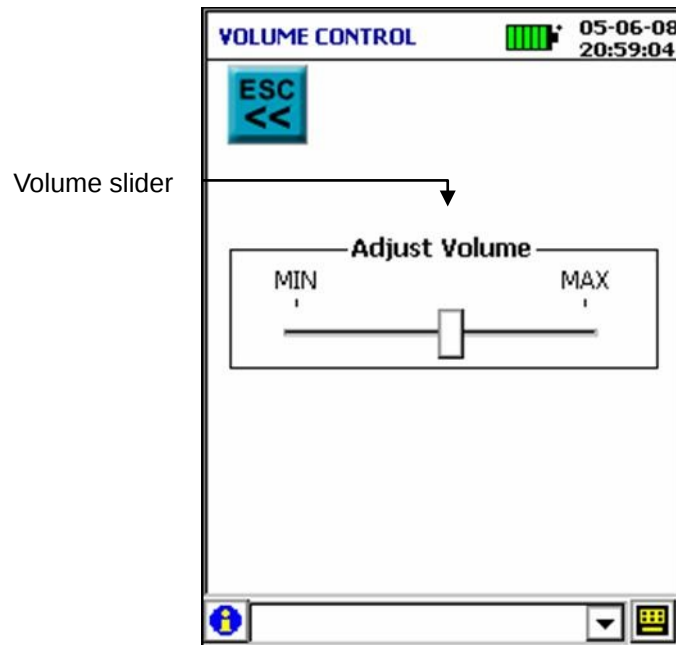 VOLUME CONTROL
05-06-08
20:59:04
ESC
<<
Volume slider
Adjust Volume
MIN MAX